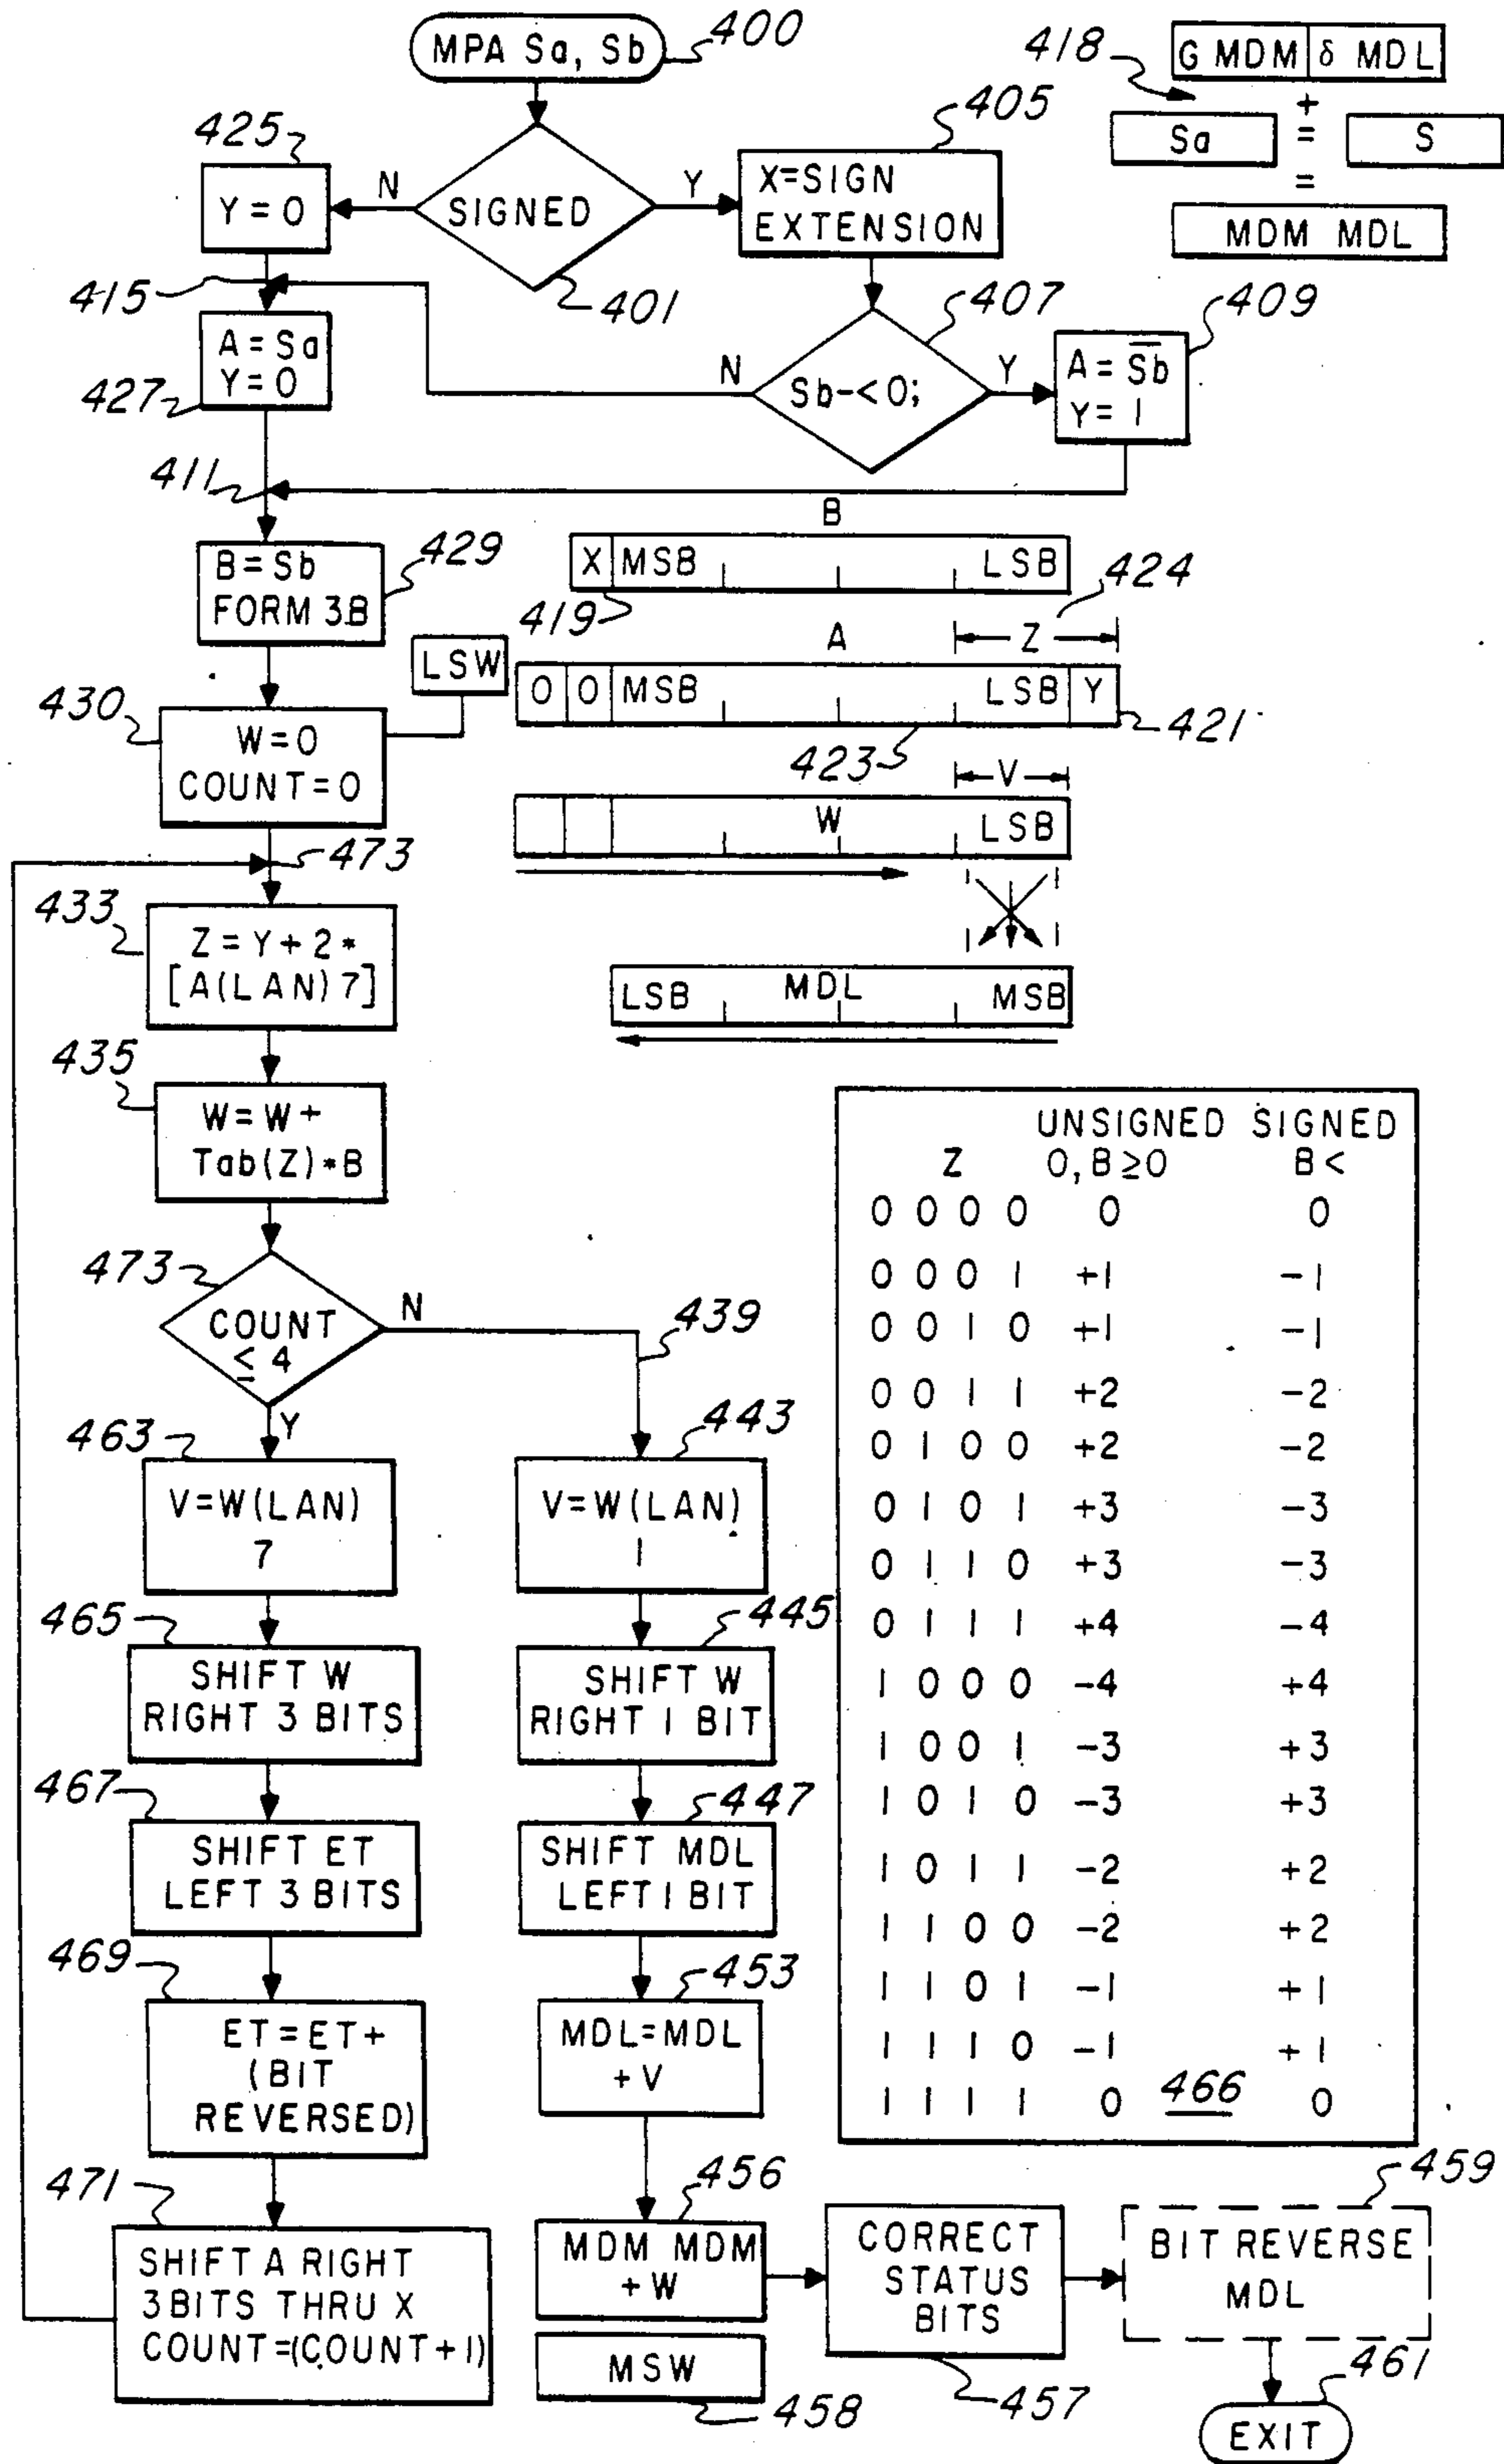 MPA Sa, Sb
400
418
G MDM δ MDL
+
Sa = S
=
MDM MDL
425
Y = 0
N
SIGNED
Y
401
405
X=SIGN
EXTENSION
415
A = Sa
Y = 0
427
407
N
Sb-<0;
Y
409
A = S̅b̅
Y = 1
411
B = Sb
FORM 3B
429
B
X MSB LSB
419
424
A
Z
0 0 MSB LSB Y
423
421
LSW
430
W = 0
COUNT = 0
V
W LSB
473
LSB MDL MSB
433
Z = Y + 2 *
[A(LAN) 7]
435
W = W +
Tab(Z) * B
473
COUNT
≤ 4
N
439
Y
463
V = W(LAN)
7
443
V = W(LAN)
1
465
SHIFT W
RIGHT 3 BITS
445
SHIFT W
RIGHT 1 BIT
467
SHIFT ET
LEFT 3 BITS
447
SHIFT MDL
LEFT 1 BIT
469
ET = ET +
(BIT
REVERSED)
453
MDL = MDL
+ V
471
SHIFT A RIGHT
3 BITS THRU X
COUNT=(COUNT + 1)
456
MDM MDM
+ W
MSW
458
CORRECT
STATUS
BITS
457
459
BIT REVERSE
MDL
461
EXIT
UNSIGNED SIGNED
Z 0, B ≥ 0 B <
0 0 0 0 0 0
0 0 0 1 +1 -1
0 0 1 0 +1 -1
0 0 1 1 +2 -2
0 1 0 0 +2 -2
0 1 0 1 +3 -3
0 1 1 0 +3 -3
0 1 1 1 +4 -4
1 0 0 0 -4 +4
1 0 0 1 -3 +3
1 0 1 0 -3 +3
1 0 1 1 -2 +2
1 1 0 0 -2 +2
1 1 0 1 -1 +1
1 1 1 0 -1 +1
1 1 1 1 0 466 0